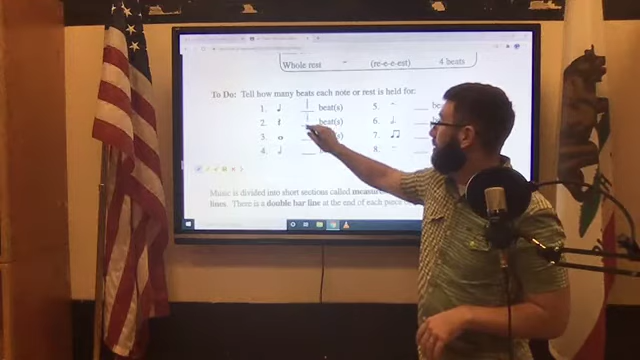 Whole rest (re-e-e-est) 4 beats
To Do: Tell how many beats each note or rest is held for:
1. 1 beat(s) 5.
2. 1 beat(s) 6.
3. 7.
4. 8.
Music is divided into short sections called
lines. There is a double bar line at the end of each piece